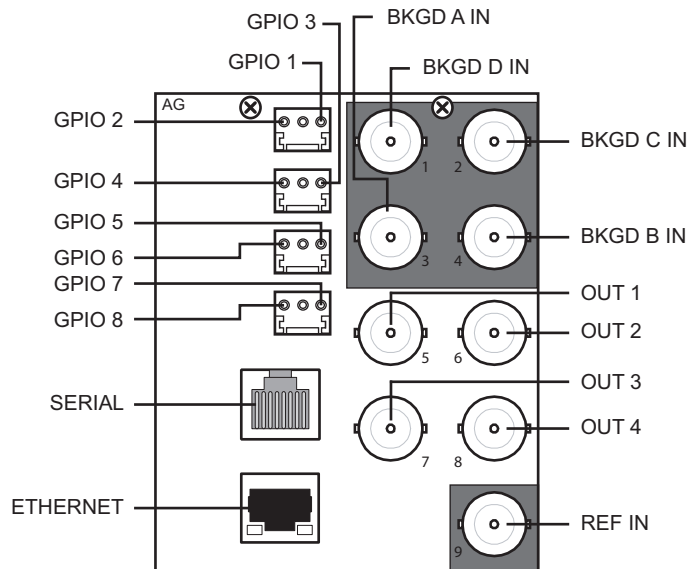 GPIO 3
BKGD A IN
GPIO 1
BKGD D IN
AG
GPIO 2
1
2
BKGD C IN
GPIO 4
GPIO 5
GPIO 6
3
4
BKGD B IN
GPIO 7
GPIO 8
OUT 1
5
6
OUT 2
OUT 3
SERIAL
7
8
OUT 4
ETHERNET
9
REF IN